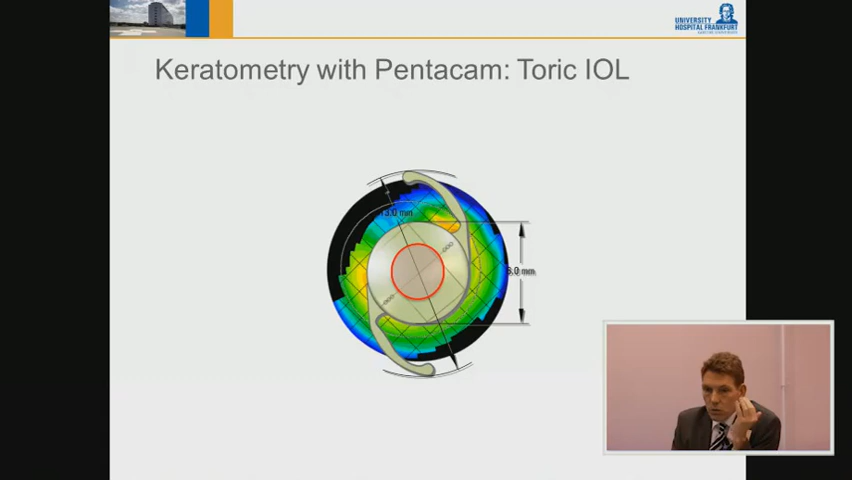 UNIVERSITY
HOSPITAL FRANKFURT
Keratometry with Pentacam: Toric IOL
13.0 mm
6.0 mm